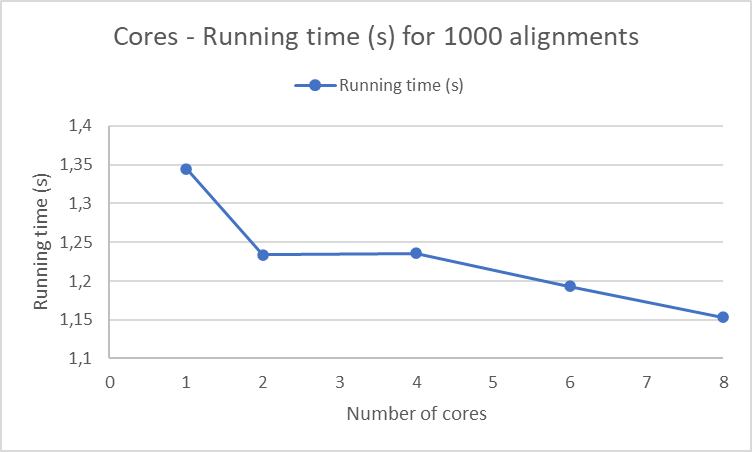 Cores - Running time (s) for 1000 alignments
Running time (s)
1,4
1,35
1,3
1,25
1,2
1,15
1,1
Running time (s)
0 1 2 3 4 5 6 7 8
Number of cores